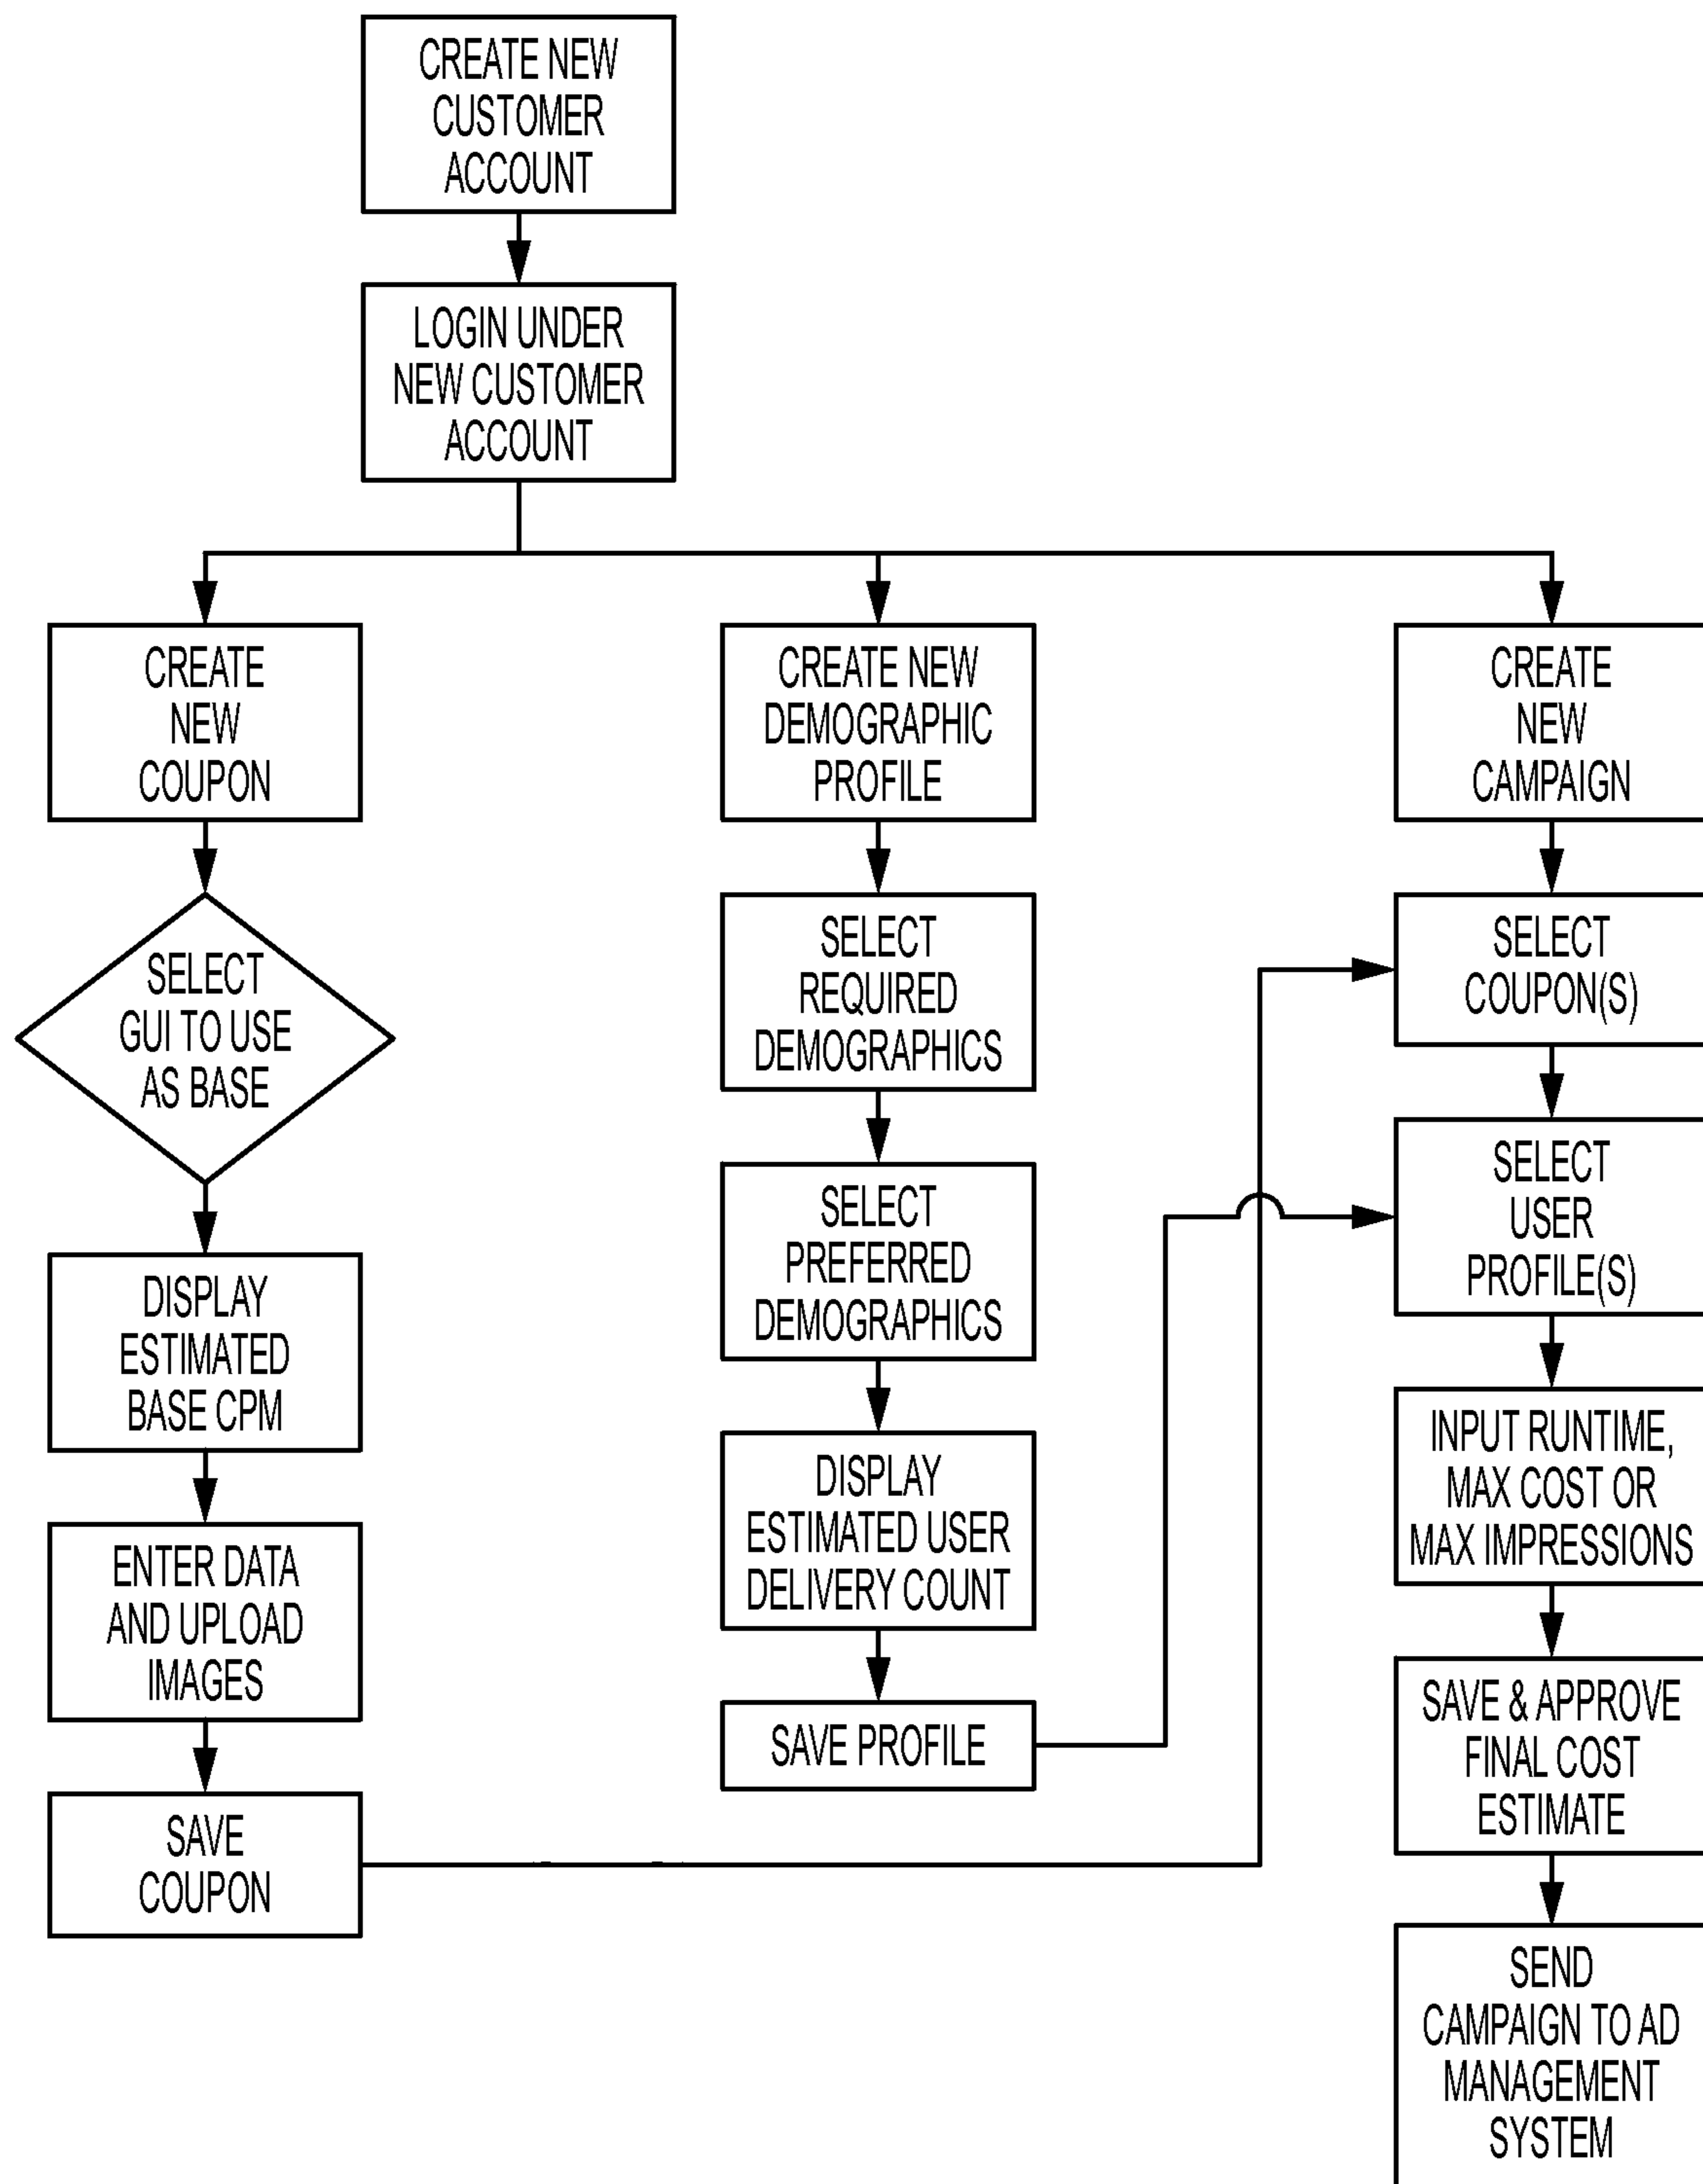 CREATE NEW
CUSTOMER
ACCOUNT
LOGIN UNDER
NEW CUSTOMER
ACCOUNT
CREATE
NEW
COUPON
SELECT
GUI TO USE
AS BASE
DISPLAY
ESTIMATED
BASE CPM
ENTER DATA
AND UPLOAD
IMAGES
SAVE
COUPON
CREATE NEW
DEMOGRAPHIC
PROFILE
SELECT
REQUIRED
DEMOGRAPHICS
SELECT
PREFERRED
DEMOGRAPHICS
DISPLAY
ESTIMATED USER
DELIVERY COUNT
SAVE PROFILE
CREATE
NEW
CAMPAIGN
SELECT
COUPON(S)
SELECT
USER
PROFILE(S)
INPUT RUNTIME,
MAX COST OR
MAX IMPRESSIONS
SAVE & APPROVE
FINAL COST
ESTIMATE
SEND
CAMPAIGN TO AD
MANAGEMENT
SYSTEM